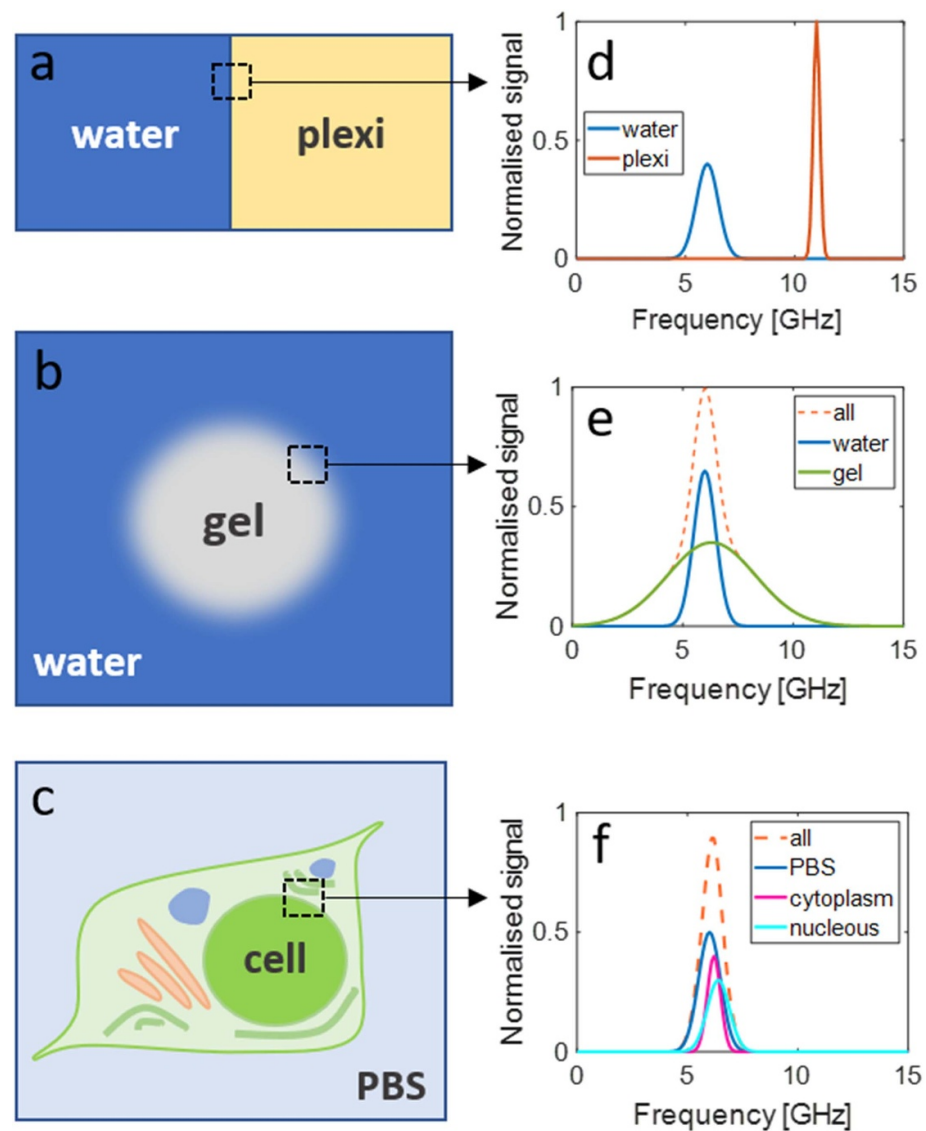 a
water
plexi
d
Normalised signal
1
0.5
0
water
plexi
0 5 10 15
Frequency [GHz]
b
gel
water
e
Normalised signal
1
0.5
0
all
water
gel
0 5 10 15
Frequency [GHz]
c
cell
PBS
f
Normalised signal
1
0.5
0
all
PBS
cytoplasm
nucleous
0 5 10 15
Frequency [GHz]